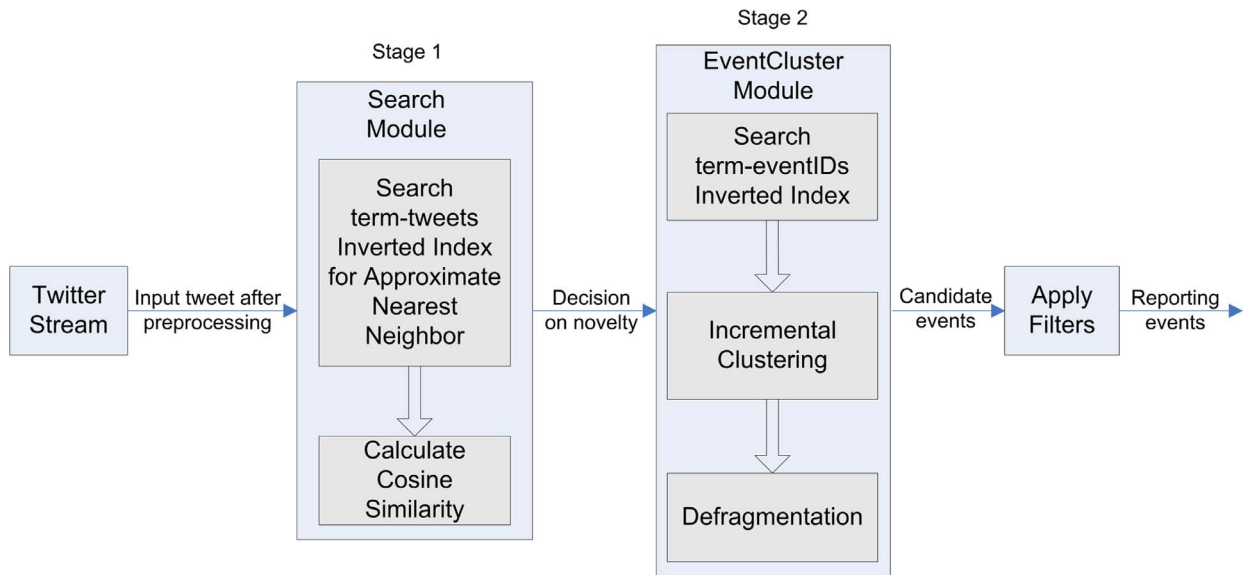 Stage 1
Stage 2
Twitter
Stream
Input tweet after
preprocessing
Search
Module
Search
term-tweets
Inverted Index
for Approximate
Nearest
Neighbor
Calculate
Cosine
Similarity
Decision
on novelty
EventCluster
Module
Search
term-eventIDs
Inverted Index
Incremental
Clustering
Defragmentation
Candidate
events
Apply
Filters
Reporting
events